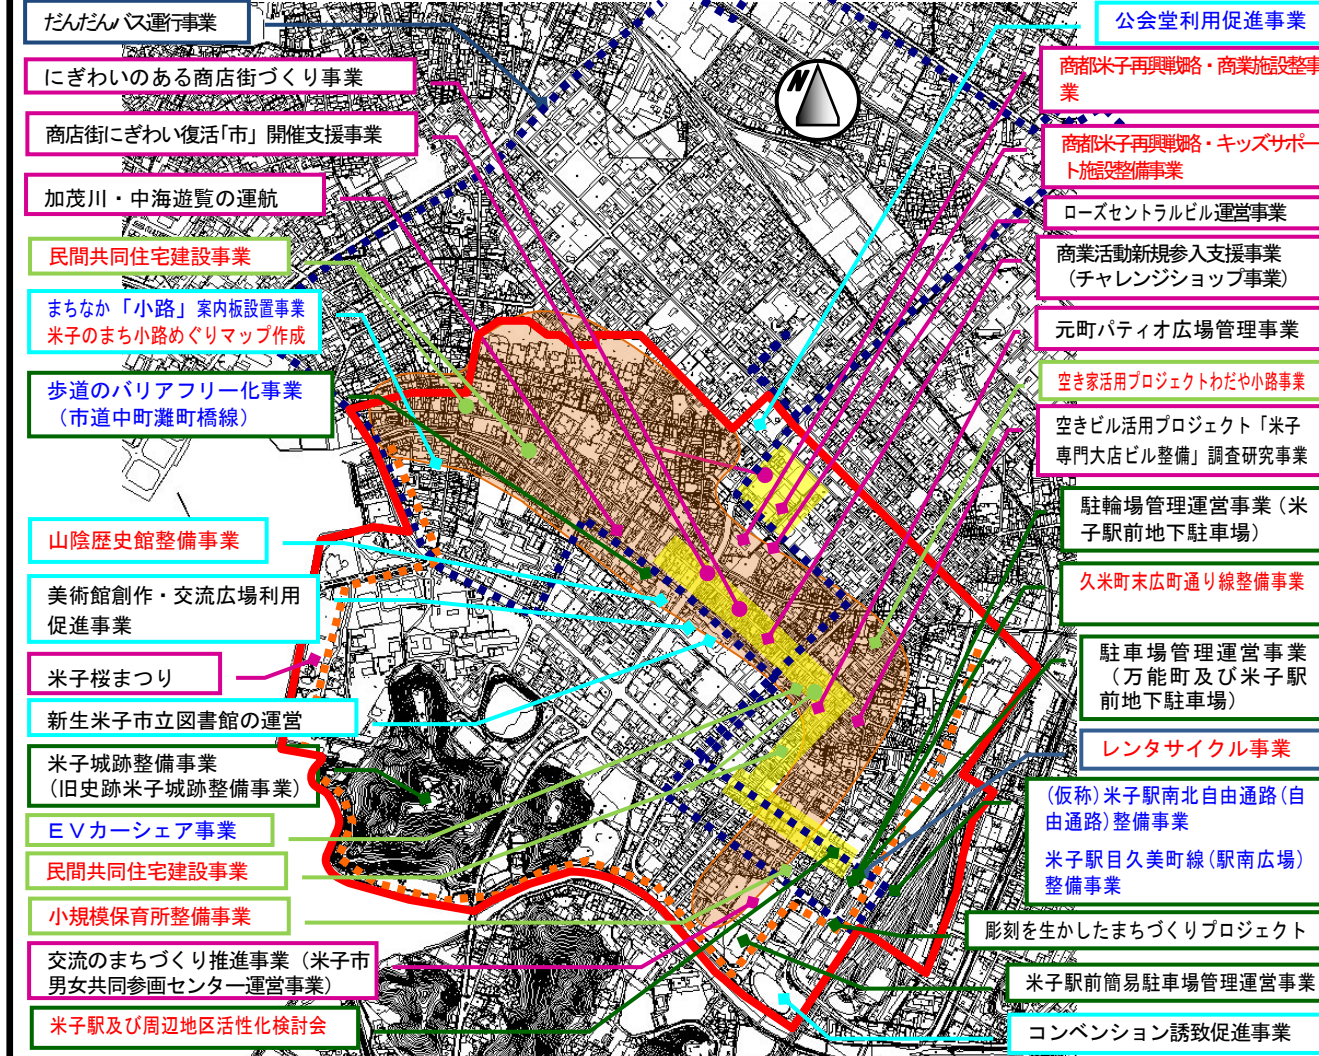 だんだんバス運行事業
にぎわいのある商店街づくり事業
商店街にぎわい復活「市」開催支援事業
加茂川・中海遊覧の運航
民間共同住宅建設事業
まちなか「小路」案内板設置事業
米子のまち小路めぐりマップ作成
歩道のバリアフリー化事業
（市道中町灘町橋線）
山陰歴史館整備事業
美術館創作・交流広場利用
促進事業
米子桜まつり
新生米子市立図書館の運営
米子城跡整備事業
（旧史跡米子城跡整備事業）
ＥＶカーシェア事業
民間共同住宅建設事業
小規模保育所整備事業
交流のまちづくり推進事業（米子市
男女共同参画センター運営事業）
米子駅及び周辺地区活性化検討会
N
公会堂利用促進事業
商都米子再興戦略・商業施設整事
業
商都米子再興戦略・キッズサポー
ト施設整備事業
ローズセントラルビル運営事業
商業活動新規参入支援事業
（チャレンジショップ事業）
元町パティオ広場管理事業
空き家活用プロジェクトわだや小路事業
空きビル活用プロジェクト「米子
専門大店ビル整備」調査研究事業
駐輪場管理運営事業（米
子駅前地下駐車場）
久米町末広町通り線整備事業
駐車場管理運営事業
（万能町及び米子駅
前地下駐車場）
レンタサイクル事業
（仮称）米子駅南北自由通路（自
由通路）整備事業
米子駅目久美町線（駅南広場）
整備事業
彫刻を生かしたまちづくりプロジェクト
米子駅前簡易駐車場管理運営事業
コンベンション誘致促進事業